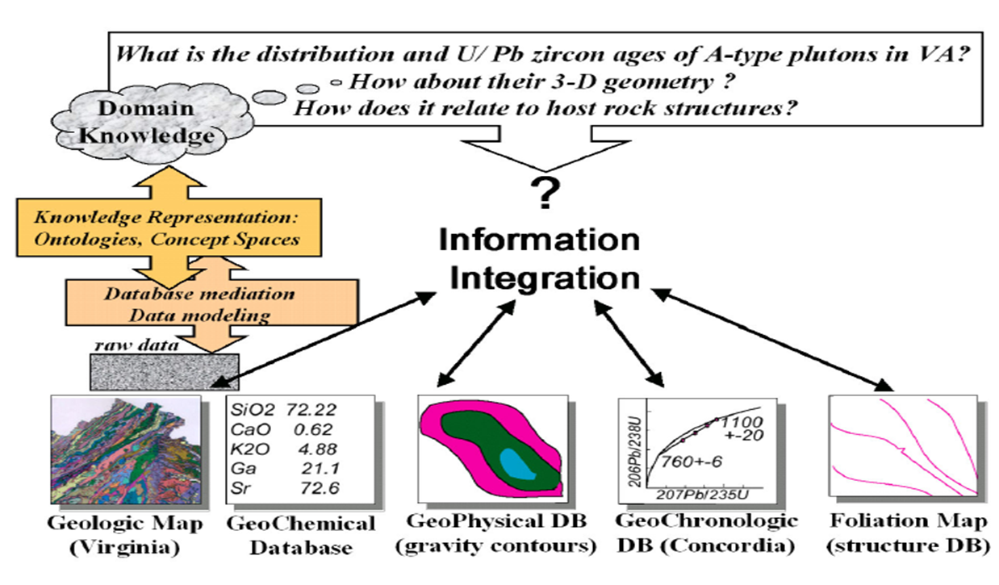 What is the distribution and U/ Pb zircon ages of A-type plutons in VA?
How about their 3-D geometry ?
How does it relate to host rock structures?
Domain
Knowledge
?
Information
Integration
Knowledge Representation:
Ontologies, Concept Spaces
Database mediation
Data modeling
raw data
SiO2 72.22
CaO 0.62
K2O 4.88
Ga 21.1
Sr 72.6
206Pb/238U
1100
+-20
760+-6
207Pb/235U
Geologic Map
(Virginia)
GeoChemical
Database
GeoPhysical DB
(gravity contours)
GeoChronologic
DB (Concordia)
Foliation Map
(structure DB)